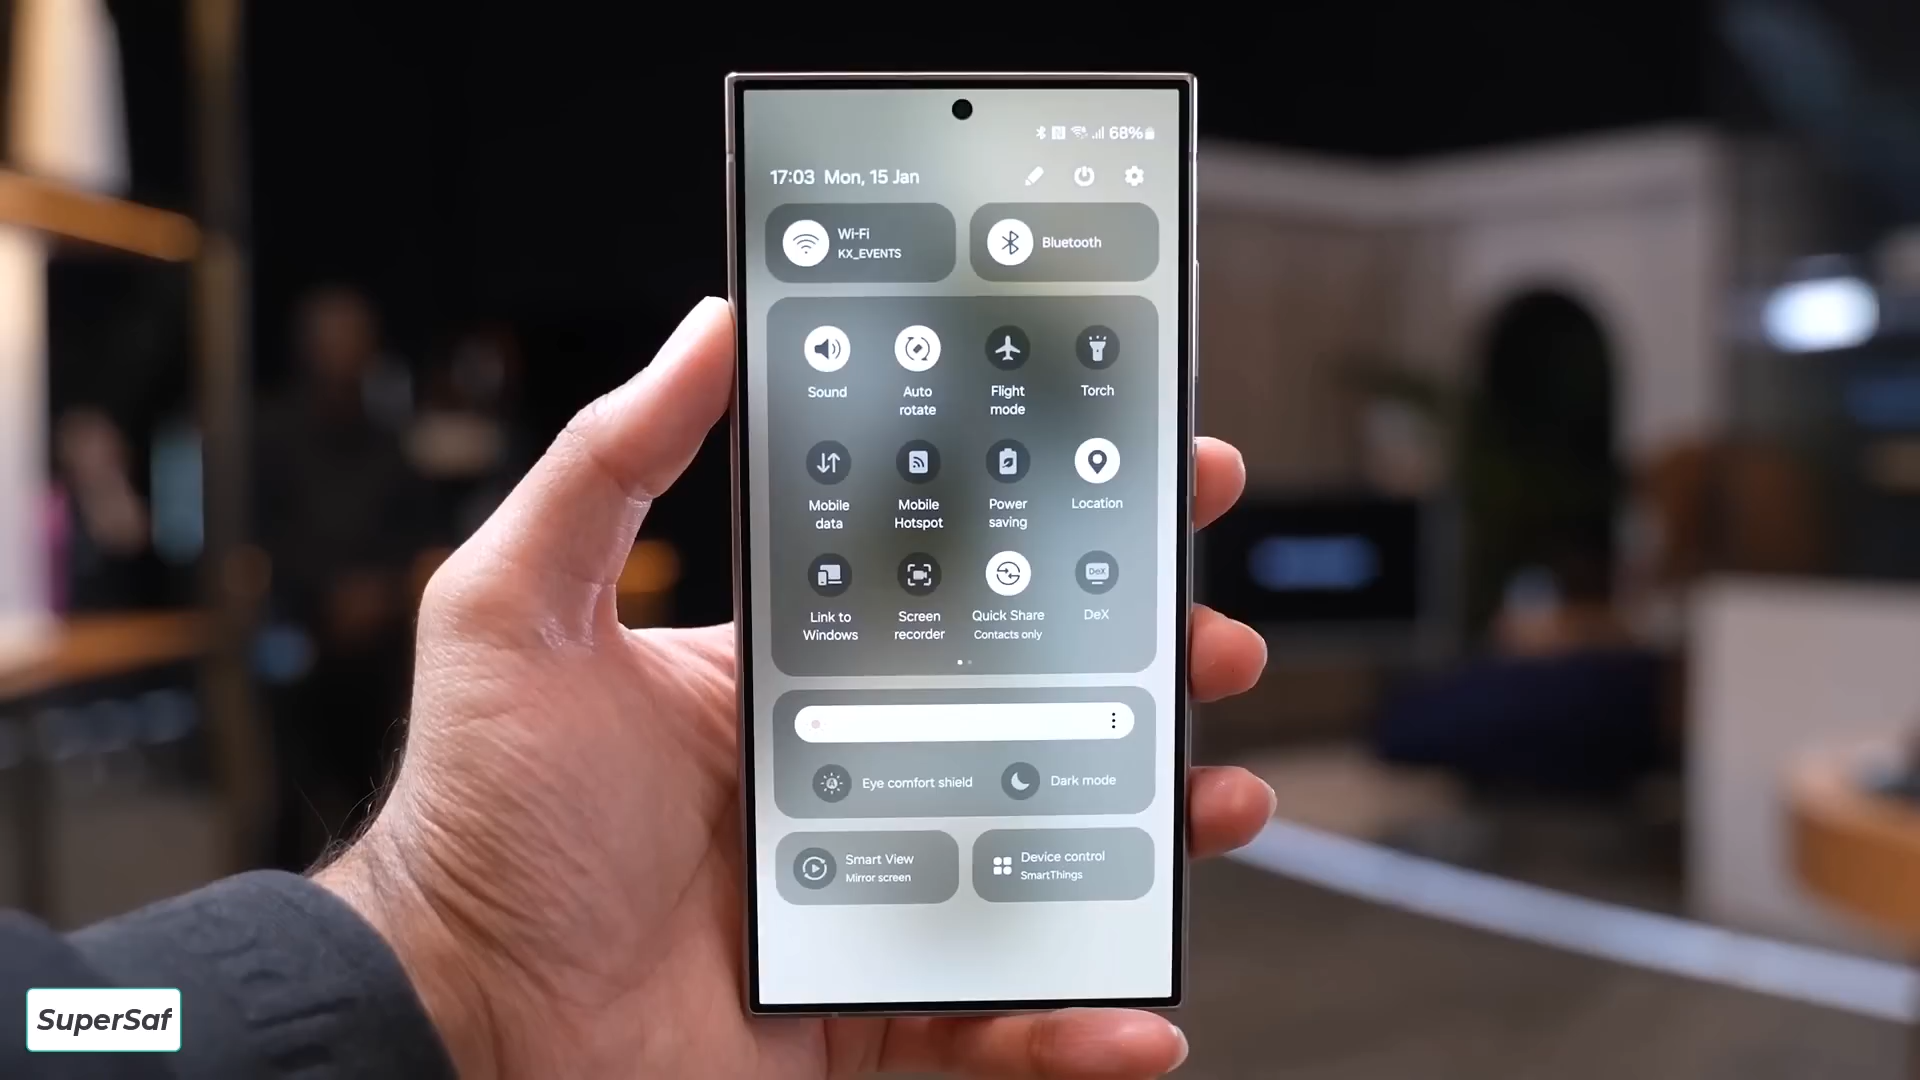 68%
17:03 Mon, 15 Jan
Wi-Fi
KX_EVENTS
Bluetooth
Sound
Auto
rotate
Flight
mode
Torch
Mobile
data
Mobile
Hotspot
Power
saving
Location
Link to
Windows
Screen
recorder
Quick Share
Contacts only
DeX
DeX
Eye comfort shield
Dark mode
Smart View
Mirror screen
Device control
SmartThings
SuperSaf